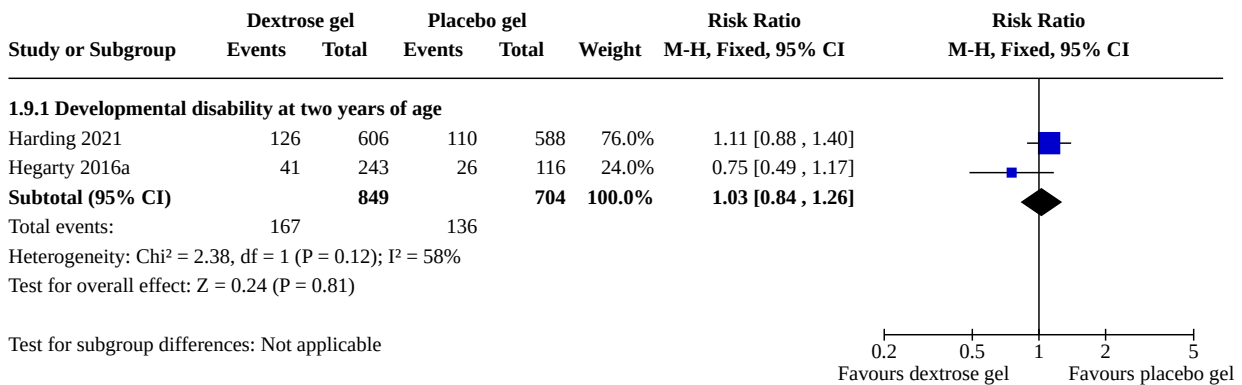 Dextrose gel Placebo gel Risk Ratio Risk Ratio
Study or Subgroup Events Total Events Total Weight M-H, Fixed, 95% CI M-H, Fixed, 95% CI
1.9.1 Developmental disability at two years of age
Harding 2021 126 606 110 588 76.0% 1.11 [0.88 , 1.40]
Hegarty 2016a 41 243 26 116 24.0% 0.75 [0.49 , 1.17]
Subtotal (95% CI) 849 704 100.0% 1.03 [0.84 , 1.26]
Total events: 167 136
Heterogeneity: Chi² = 2.38, df = 1 (P = 0.12); I² = 58%
Test for overall effect: Z = 0.24 (P = 0.81)
Test for subgroup differences: Not applicable
0.2 0.5 1 2 5
Favours dextrose gel Favours placebo gel